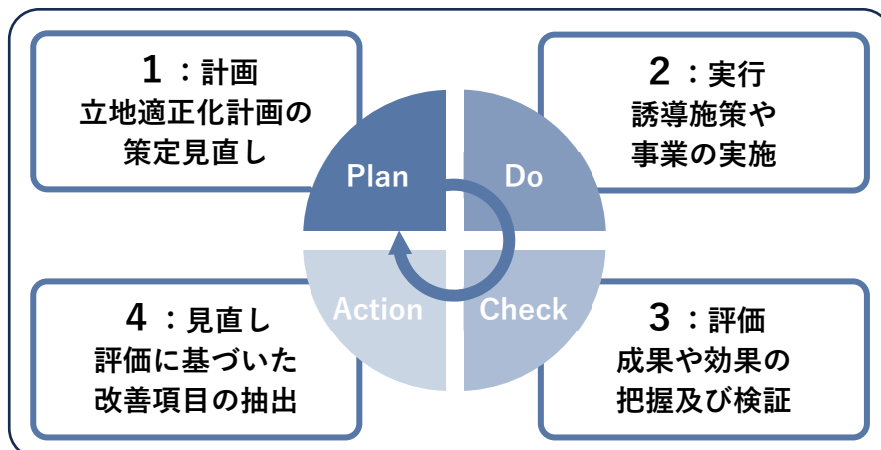 1：計画
立地適正化計画の
策定見直し
2：実行
誘導施策や
事業の実施
Plan
Do
Action
Check
4：見直し
評価に基づいた
改善項目の抽出
3：評価
成果や効果の
把握及び検証